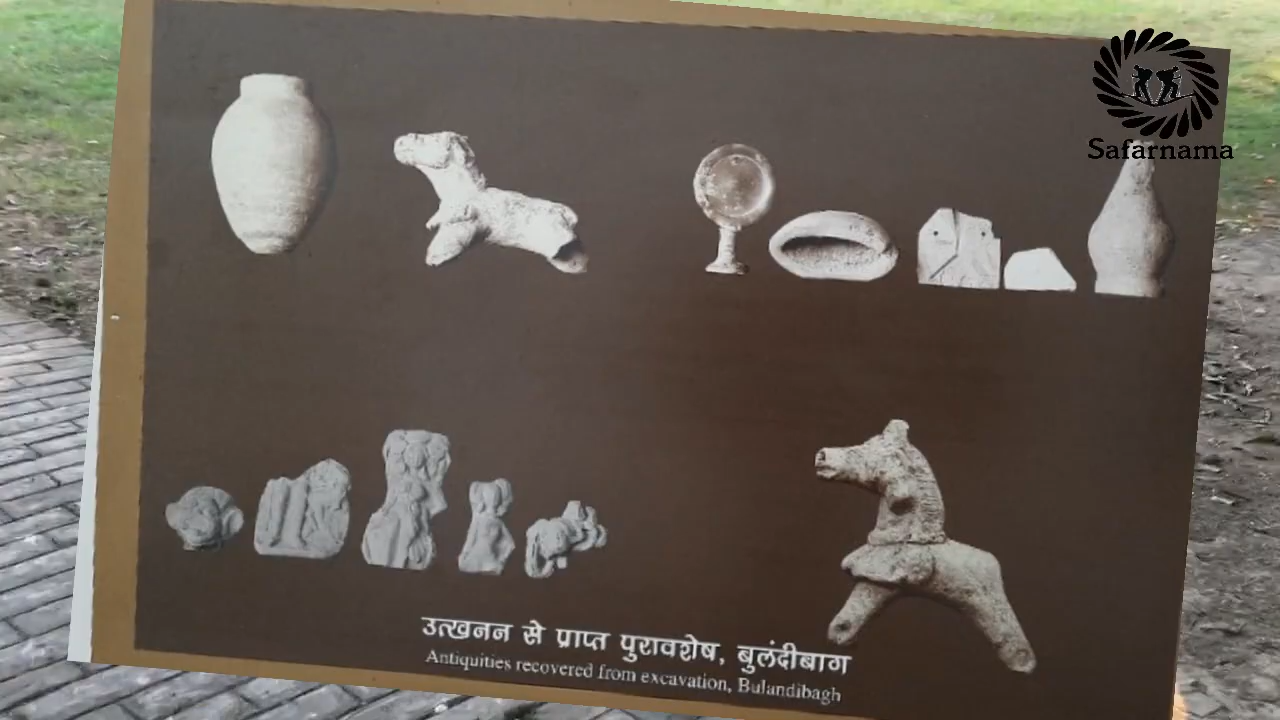 Safarnama
उत्खनन से प्राप्त पुरावशेष, बुलंदीबाग
Antiquities recovered from excavation, Bulandibagh